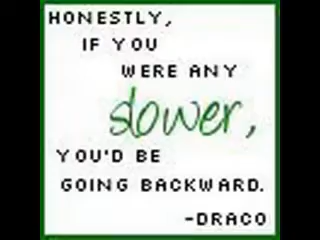 HONESTLY,
IF YOU
WERE ANY
slower,
YOU'D BE
GOING BACKWARD.
-DRACO